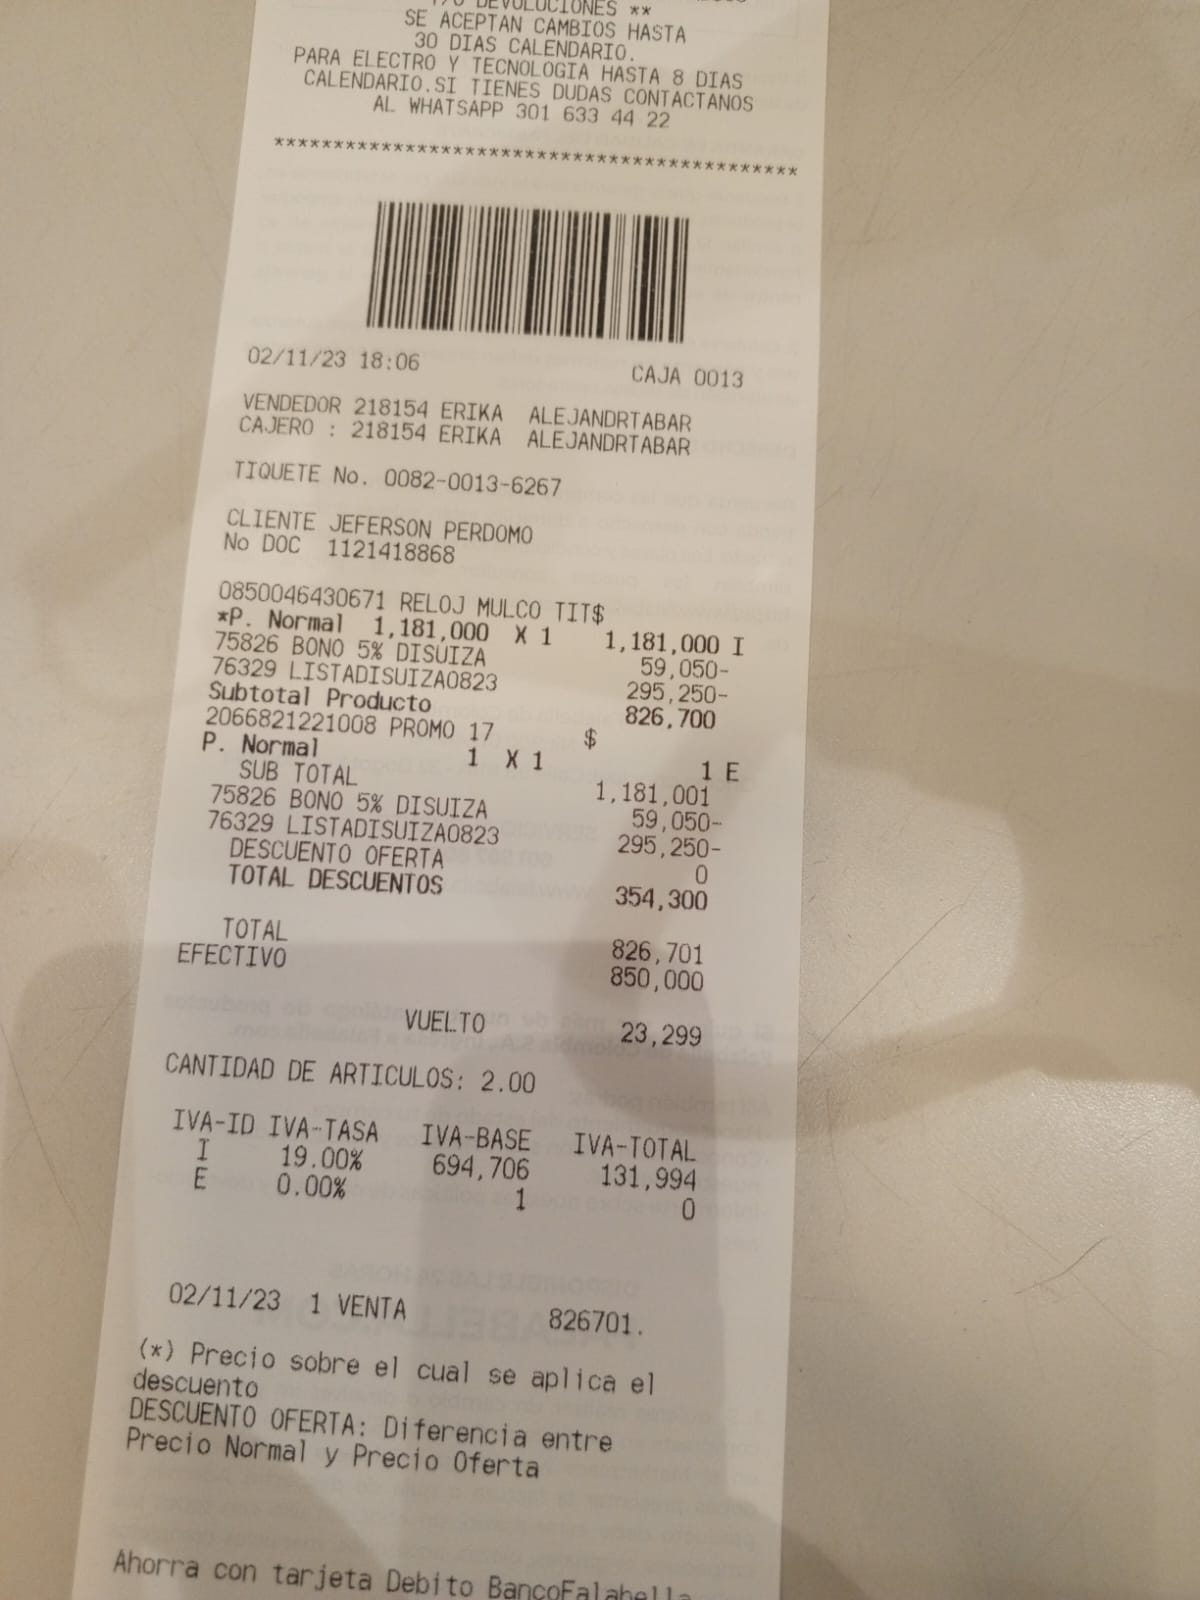 Y/O DEVOLUCIONES **
SE ACEPTAN CAMBIOS HASTA
30 DIAS CALENDARIO.
PARA ELECTRO Y TECNOLOGIA HASTA 8 DIAS
CALENDARIO.SI TIENES DUDAS CONTACTANOS
AL WHATSAPP 301 633 44 22
********************************************
02/11/23 18:06 CAJA 0013
VENDEDOR 218154 ERIKA ALEJANDRTABAR
CAJERO : 218154 ERIKA ALEJANDRTABAR
TIQUETE No. 0082-0013-6267
CLIENTE JEFERSON PERDOMO
No DOC 1121418868
0850046430671 RELOJ MULCO TIT$
*P. Normal 1,181,000 X 1 1,181,000 I
75826 BONO 5% DISUIZA 59,050-
76329 LISTADISUIZA0823 295,250-
Subtotal Producto 826,700
2066821221008 PROMO 17 $
P. Normal 1 X 1 1 E
SUB TOTAL 1,181,001
75826 BONO 5% DISUIZA 59,050-
76329 LISTADISUIZA0823 295,250-
DESCUENTO OFERTA 0
TOTAL DESCUENTOS 354,300
TOTAL 826,701
EFECTIVO 850,000
VUELTO 23,299
CANTIDAD DE ARTICULOS: 2.00
IVA-ID IVA-TASA IVA-BASE IVA-TOTAL
I 19.00% 694,706 131,994
E 0.00% 1 0
02/11/23 1 VENTA 826701.
(*) Precio sobre el cual se aplica el
descuento
DESCUENTO OFERTA: Diferencia entre
Precio Normal y Precio Oferta
Ahorra con tarjeta Debito BancoFalabella